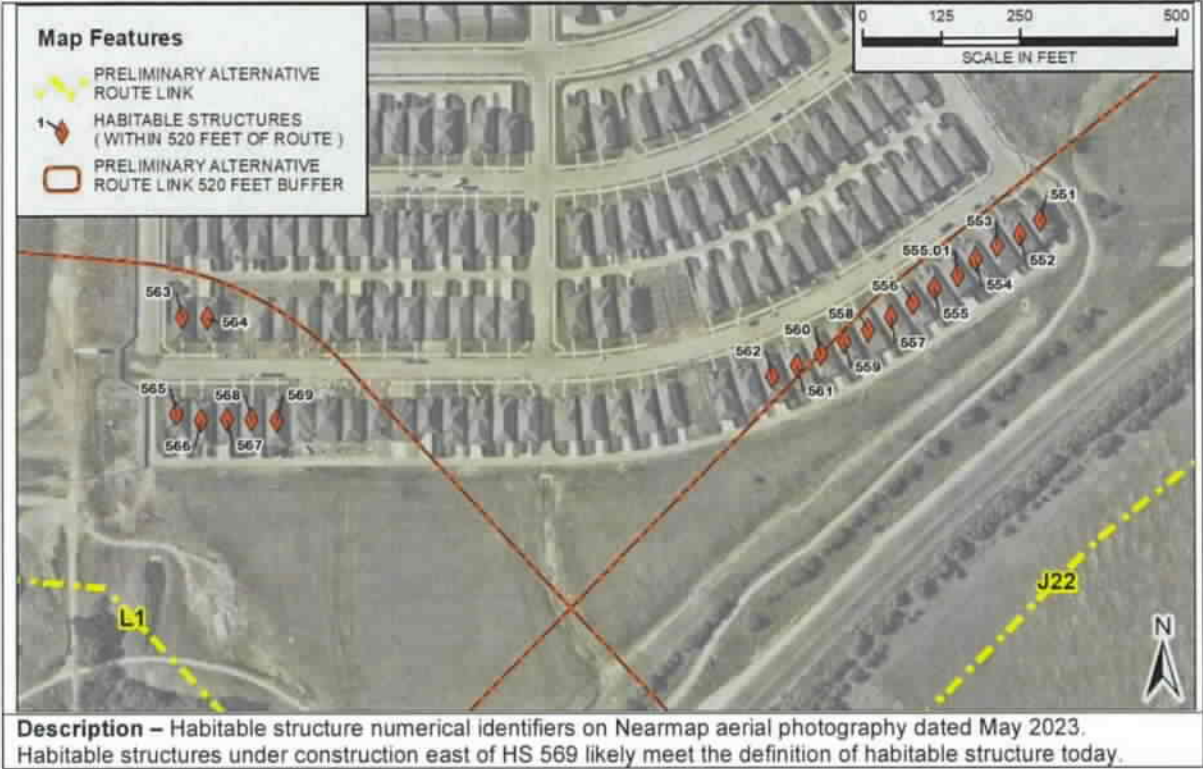 Map Features
PRELIMINARY ALTERNATIVE
ROUTE LINK
1
HABITABLE STRUCTURES
( WITHIN 520 FEET OF ROUTE )
PRELIMINARY ALTERNATIVE
ROUTE LINK 520 FEET BUFFER
0 125 250 500
SCALE IN FEET
551
553
552
555.01
554
556
555
558
557
560
559
562
561
563
564
565
568
569
566
567
L1
J22
N
Description – Habitable structure numerical identifiers on Nearmap aerial photography dated May 2023.
Habitable structures under construction east of HS 569 likely meet the definition of habitable structure today.